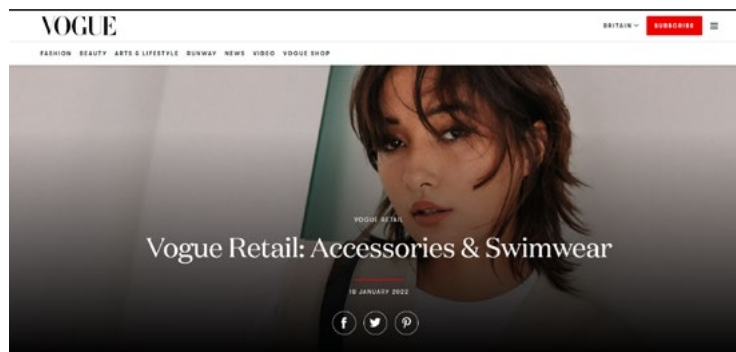 VOGUE
BRITAIN
SUBSCRIBE
FASHION BEAUTY ARTS & LIFESTYLE RUNWAY NEWS VIDEO VOGUE SHOP
VOGUE RETAIL
Vogue Retail: Accessories & Swimwear
JANUARY 2022